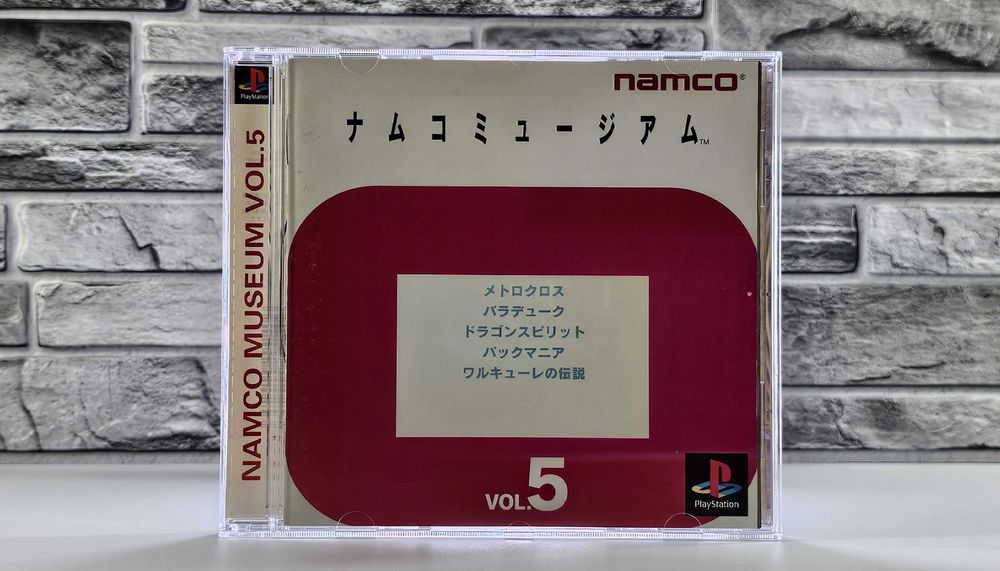 PlayStation
NAMCO MUSEUM VOL.5
namco®
ナムコミュージアム™
メトロクロス
バラデューク
ドラゴンスピリット
パックマニア
ワルキューレの伝説
VOL.5
PlayStation